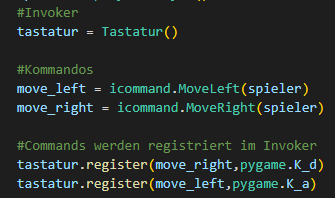 #Invoker
tastatur = Tastatur()
#Kommandos
move_left = icommand.MoveLeft(spieler)
move_right = icommand.MoveRight(spieler)
#Commands werden registriert im Invoker
tastatur.register(move_right,pygame.K_d)
tastatur.register(move_left,pygame.K_a)